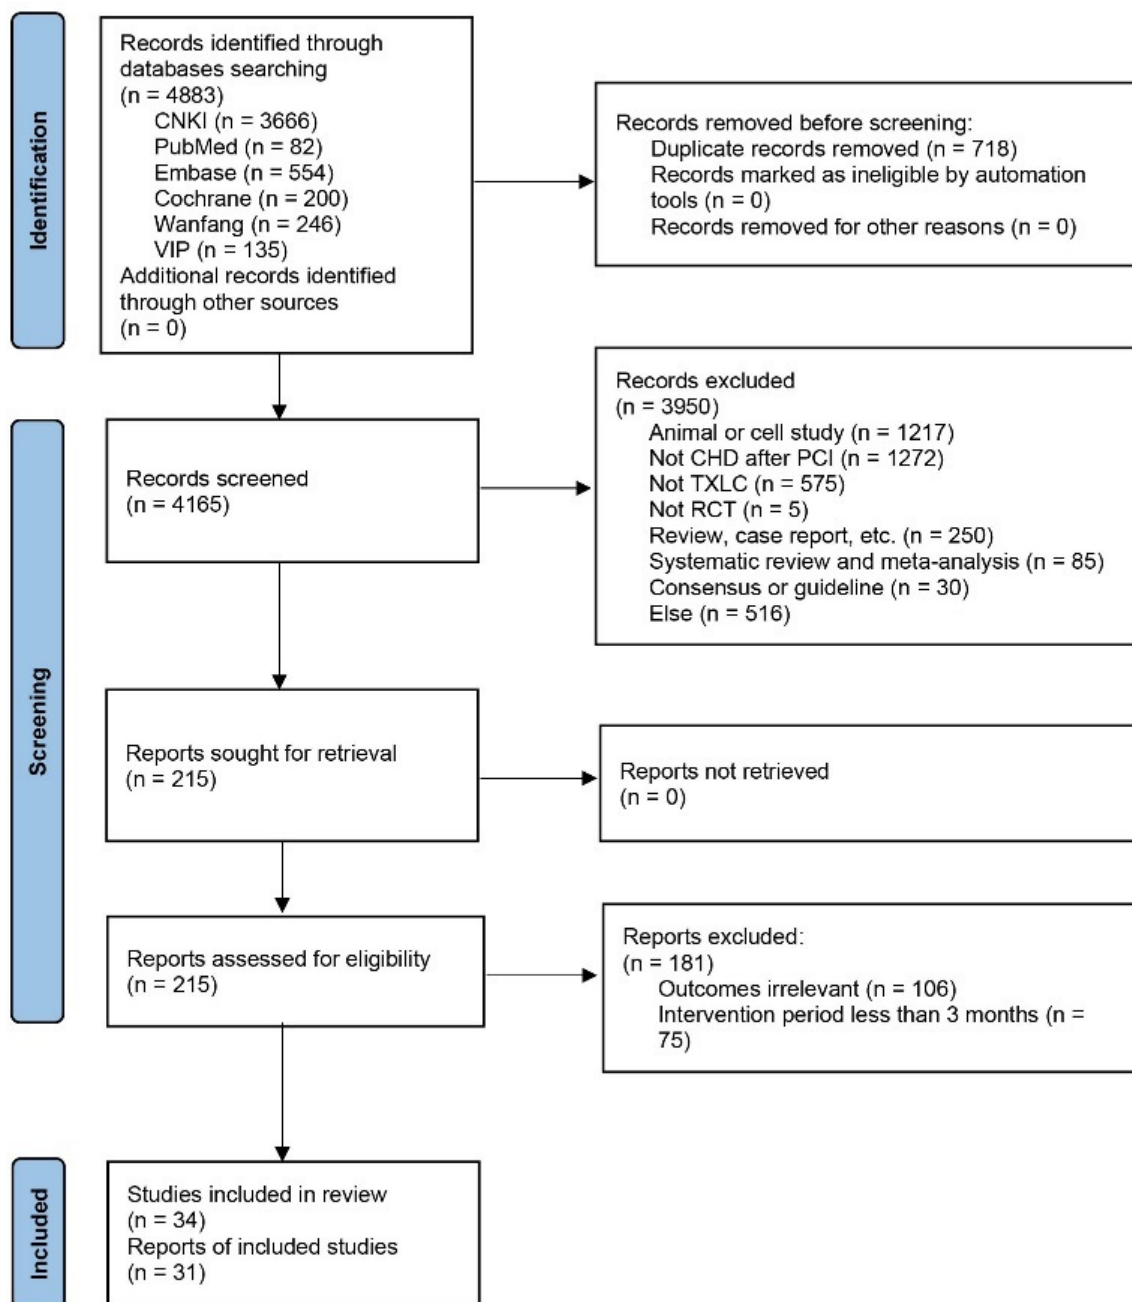 Identification
Records identified through
databases searching
(n = 4883)
CNKI (n = 3666)
PubMed (n = 82)
Embase (n = 554)
Cochrane (n = 200)
Wanfang (n = 246)
VIP (n = 135)
Additional records identified
through other sources
(n = 0)
Records removed before screening:
Duplicate records removed (n = 718)
Records marked as ineligible by automation
tools (n = 0)
Records removed for other reasons (n = 0)
Screening
Records screened
(n = 4165)
Records excluded
(n = 3950)
Animal or cell study (n = 1217)
Not CHD after PCI (n = 1272)
Not TXLC (n = 575)
Not RCT (n = 5)
Review, case report, etc. (n = 250)
Systematic review and meta-analysis (n = 85)
Consensus or guideline (n = 30)
Else (n = 516)
Reports sought for retrieval
(n = 215)
Reports not retrieved
(n = 0)
Reports assessed for eligibility
(n = 215)
Reports excluded:
(n = 181)
Outcomes irrelevant (n = 106)
Intervention period less than 3 months (n =
75)
Included
Studies included in review
(n = 34)
Reports of included studies
(n = 31)